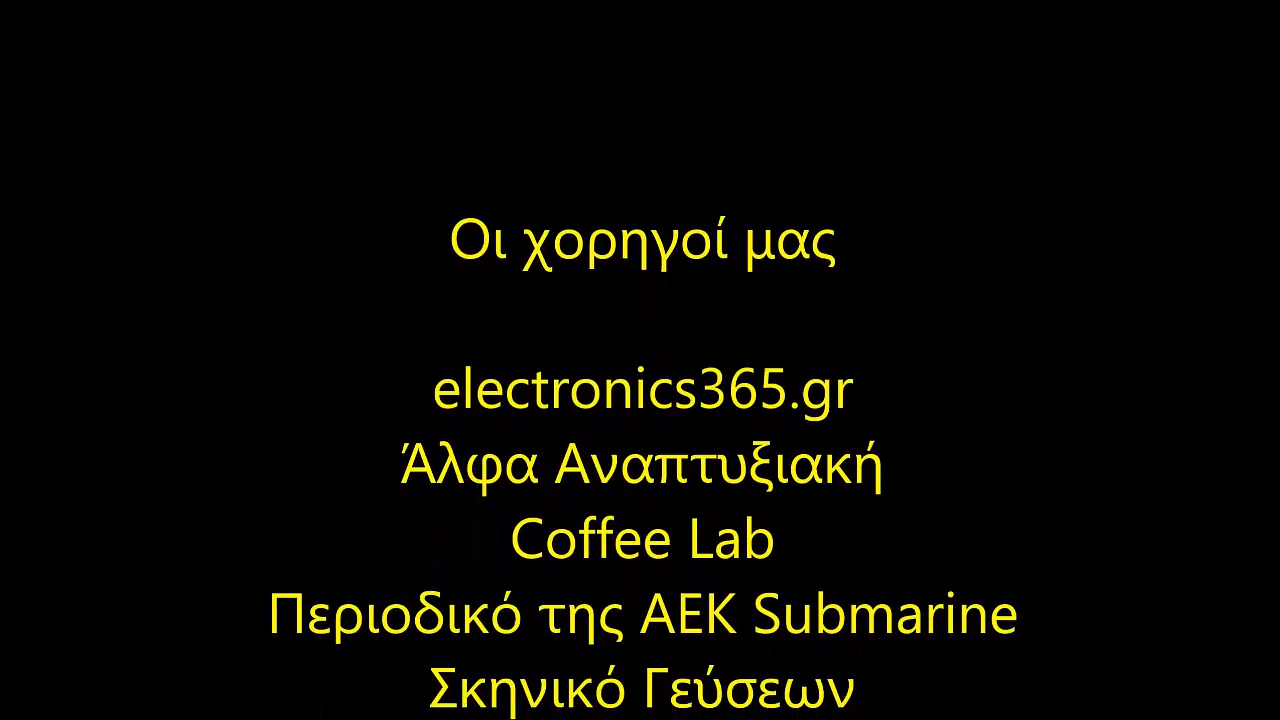 Οι χορηγοί μας
electronics365.gr
Άλφα Αναπτυξιακή
Coffee Lab
Περιοδικό της ΑΕΚ Submarine
Σκηνικό Γεύσεων